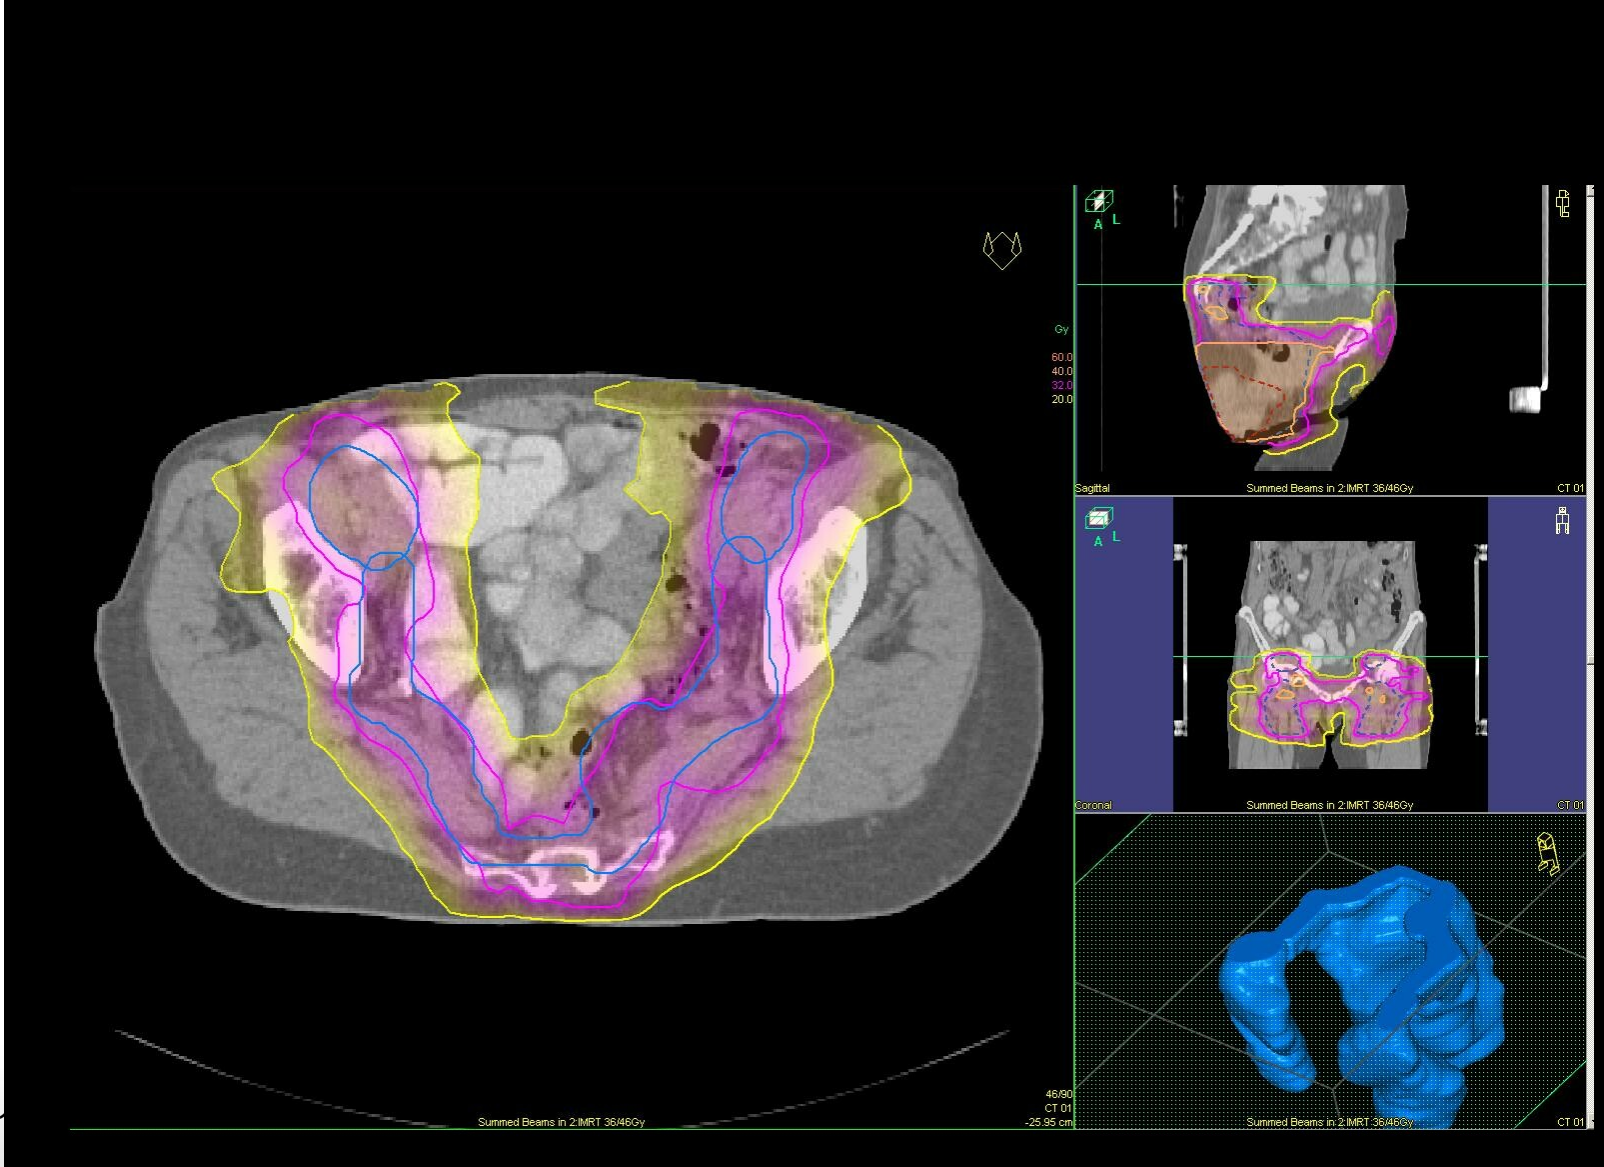 A L
Gy
60.0
40.0
32.0
20.0
Sagittal Summed Beams in 2:IMRT 36/46Gy CT 01
A L
Coronal Summed Beams in 2:IMRT 36/46Gy CT 01
46/90
CT 01
-25.95 cm
Summed Beams in 2:IMRT 36/46Gy
Summed Beams in 2:IMRT 36/46Gy CT 01